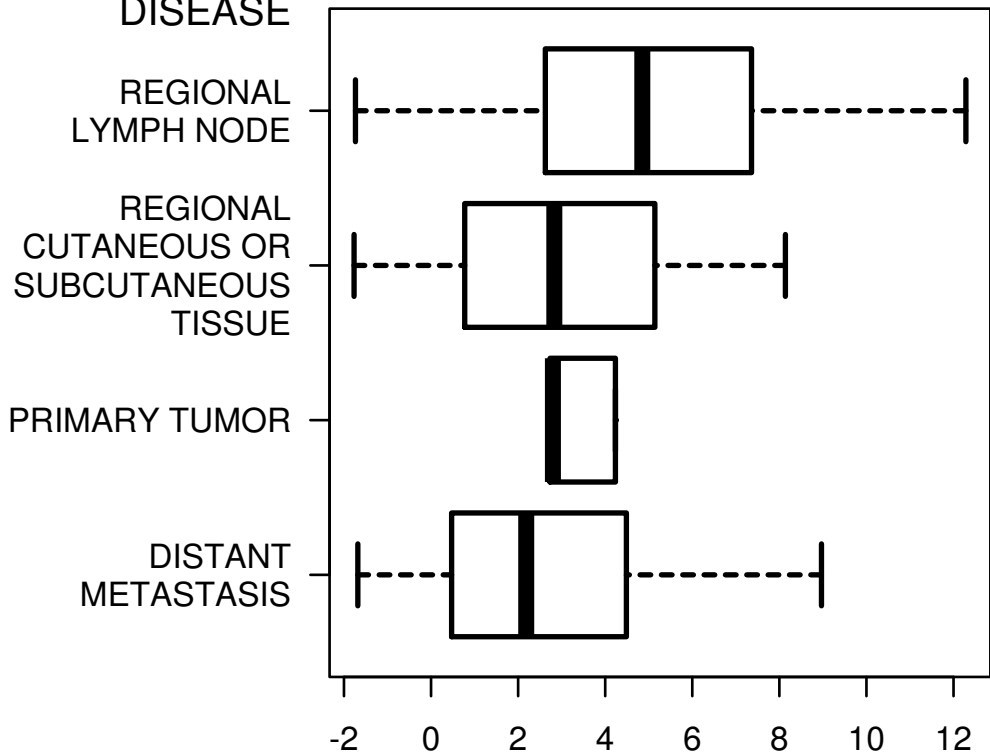 DISEASE
REGIONAL
LYMPH NODE
REGIONAL
CUTANEOUS OR
SUBCUTANEOUS
TISSUE
PRIMARY TUMOR
DISTANT
METASTASIS
-2 0 2 4 6 8 10 12